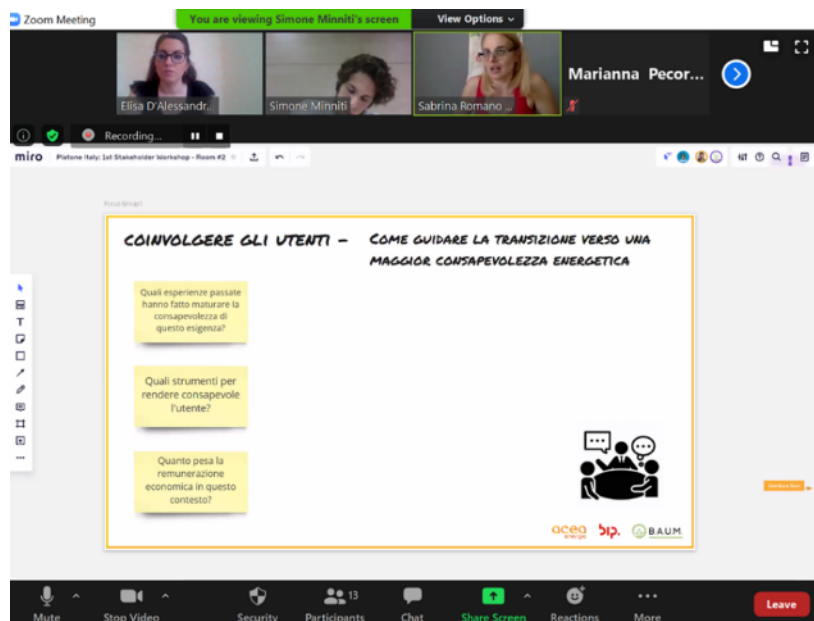 Zoom Meeting
You are viewing Simone Minniti's screen
View Options
Elisa D'Alessandr...
Simone Minniti
Sabrina Romano ...
Marianna Pecor...
Recording...
miro
Platone Italy: 1st Stakeholder Workshop - Room #2
Focus Group 1
COINVOLGERE GLI UTENTI –
COME GUIDARE LA TRANSIZIONE VERSO UNA
MAGGIOR CONSAPEVOLEZZA ENERGETICA
Quali esperienze passate
hanno fatto maturare la
consapevolezza di
questo esigenza?
Quali strumenti per
rendere consapevole
l'utente?
Quanto pesa la
remunerazione
economica in questo
contesto?
acea
energia
bip.
B.A.U.M.
13
Mute
Stop Video
Security
Participants
Chat
Share Screen
Reactions
More
Leave